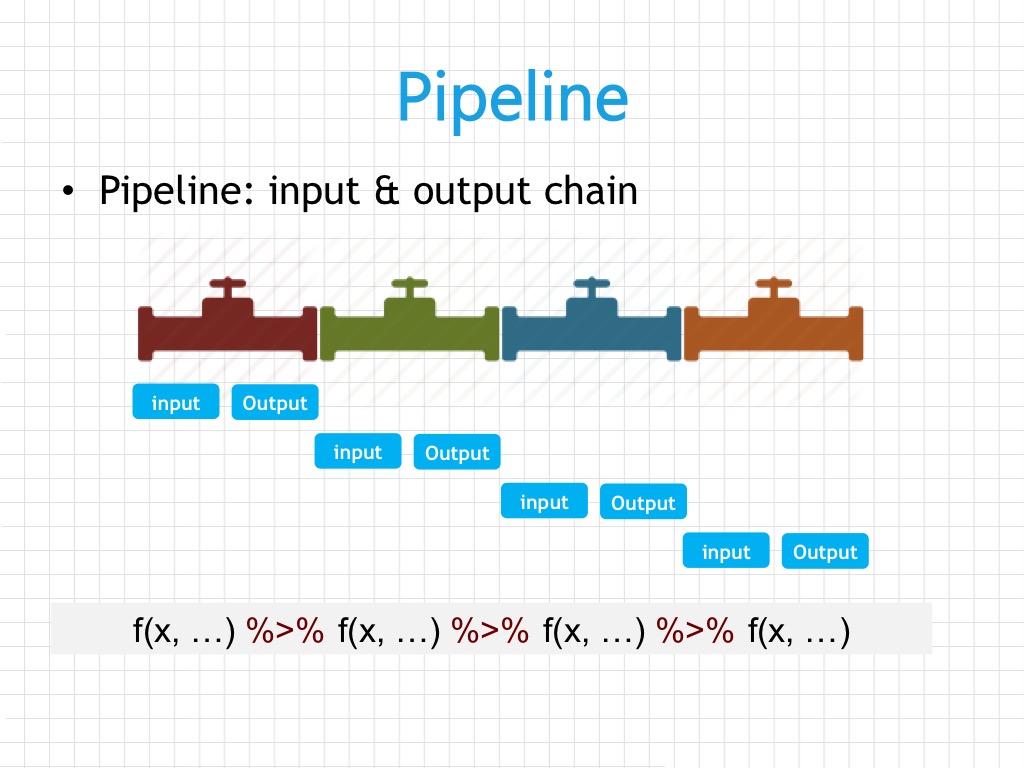 Pipeline
• Pipeline: input & output chain
input Output
input Output
input Output
input Output
f(x, …) %>% f(x, …) %>% f(x, …) %>% f(x, …)